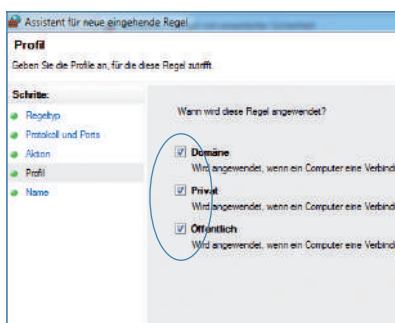 Assistent für neue eingehende Regel
Profil
Geben Sie die Profile an, für die diese Regel zutrifft.
Schritte:
Regeltyp
Protokoll und Ports
Aktion
Profil
Name
Wann wird diese Regel angewendet?
Domäne
Wird angewendet, wenn ein Computer eine Verbind
Privat
Wird angewendet, wenn ein Computer eine Verbind
Öffentlich
Wird angewendet, wenn ein Computer eine Verbind